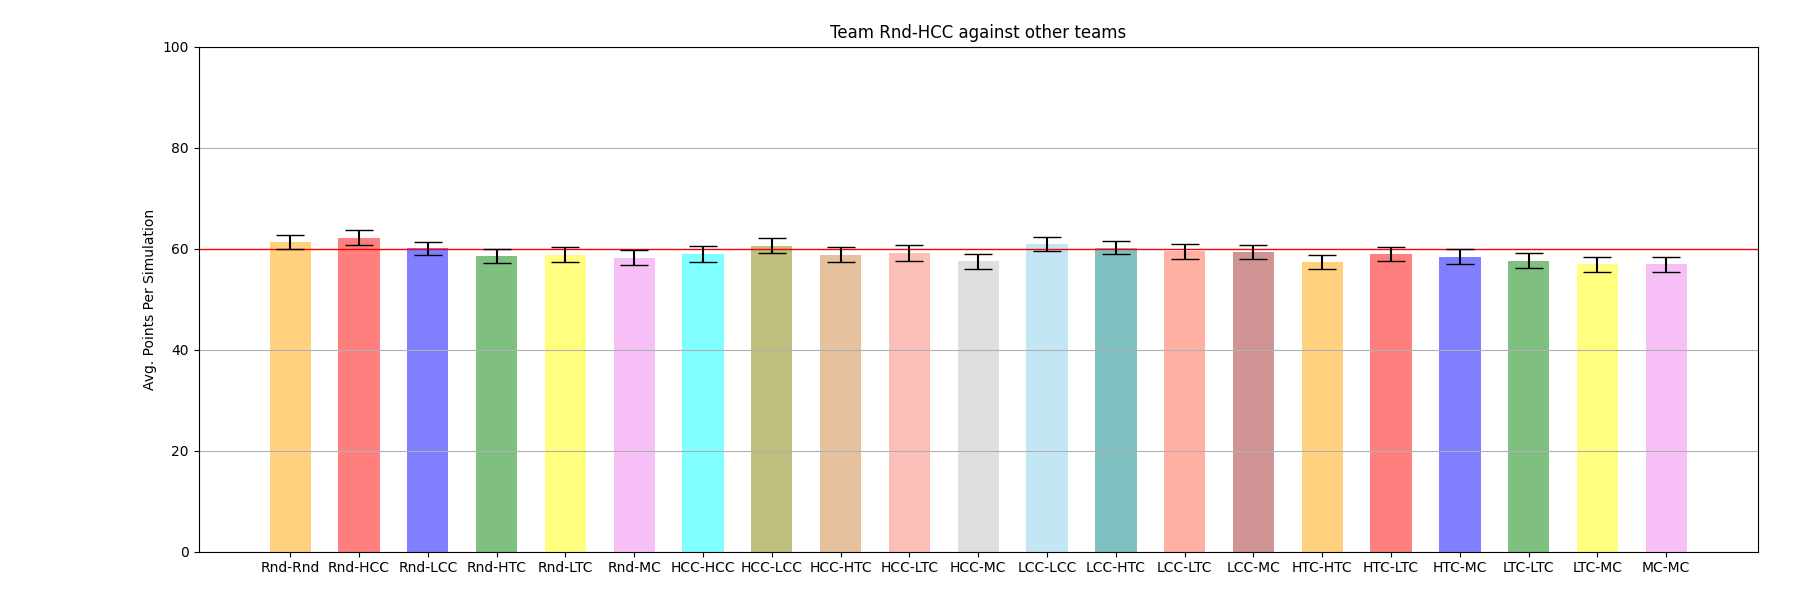 Team Rnd-HCC against other teams
Avg. Points Per Simulation
100
80
60
40
20
0
Rnd-Rnd Rnd-HCC Rnd-LCC Rnd-HTC Rnd-LTC Rnd-MC HCC-HCC HCC-LCC HCC-HTC HCC-LTC HCC-MC LCC-LCC LCC-HTC LCC-LTC LCC-MC HTC-HTC HTC-LTC HTC-MC LTC-LTC LTC-MC MC-MC